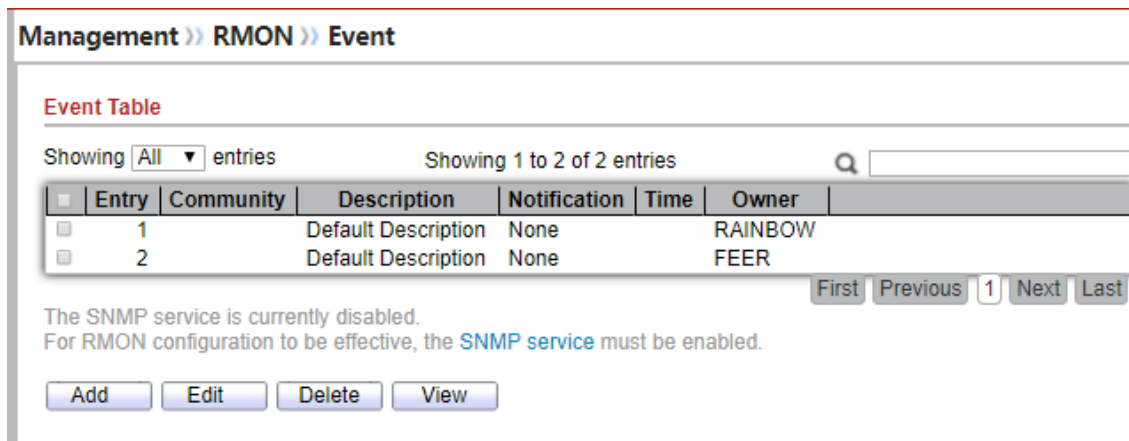 Management » RMON » Event
Event Table
Showing All entries Showing 1 to 2 of 2 entries
Entry Community Description Notification Time Owner
1 Default Description None RAINBOW
2 Default Description None FEER
First Previous 1 Next Last
The SNMP service is currently disabled.
For RMON configuration to be effective, the SNMP service must be enabled.
Add Edit Delete View